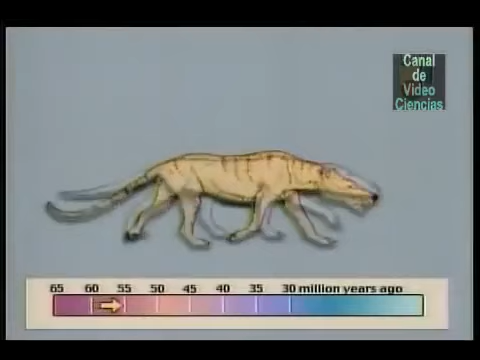 Canal
de
Video
Ciencias
65 60 55 50 45 40 35 30 million years ago